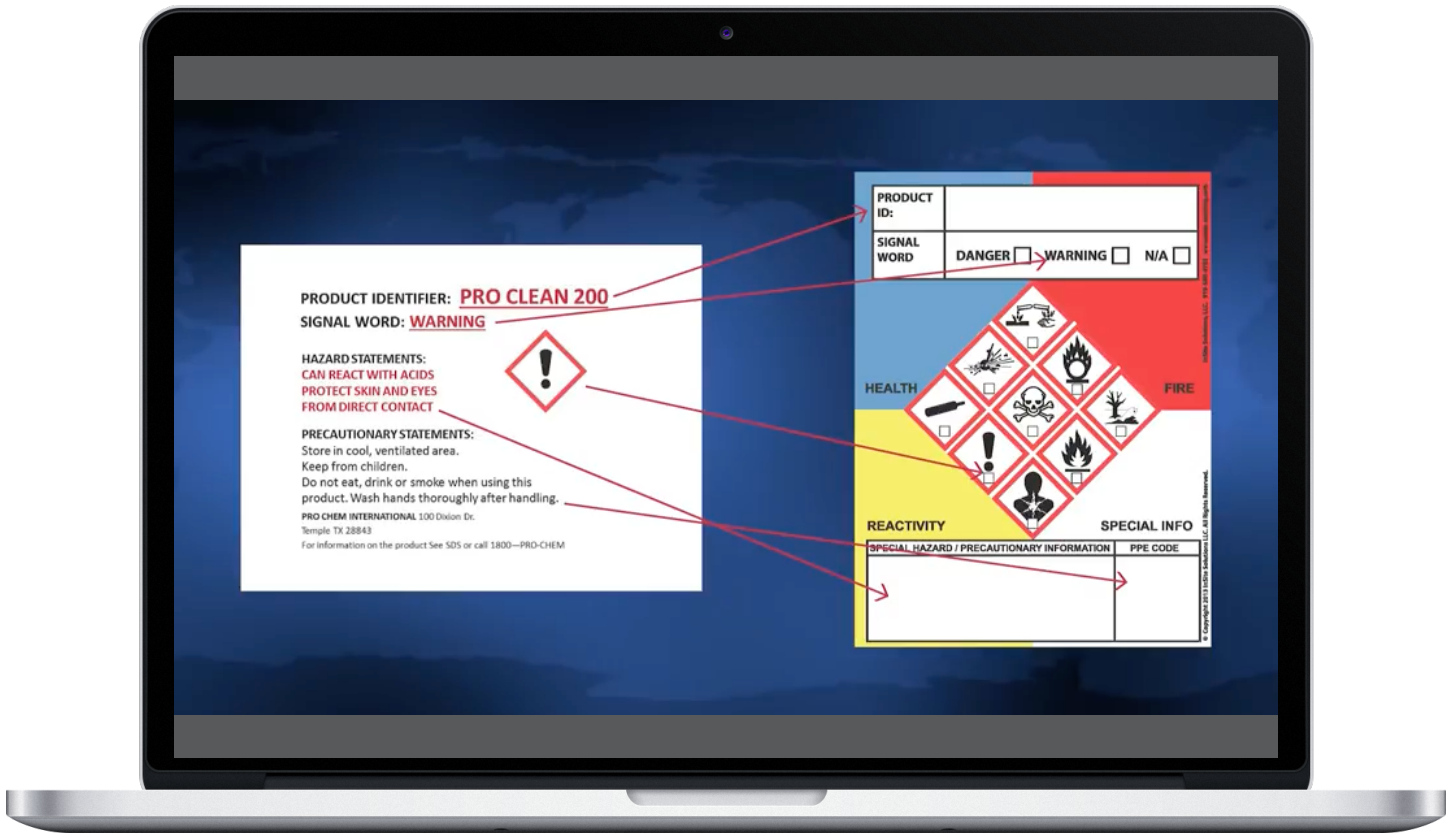 PRODUCT IDENTIFIER: PRO CLEAN 200
SIGNAL WORD: WARNING
HAZARD STATEMENTS:
CAN REACT WITH ACIDS
PROTECT SKIN AND EYES
FROM DIRECT CONTACT
PRECAUTIONARY STATEMENTS:
Store in cool, ventilated area.
Keep from children.
Do not eat, drink or smoke when using this
product. Wash hands thoroughly after handling.
PRO CHEM INTERNATIONAL 100 Dixion Dr.
Temple TX 28843
For information on the product See SDS or call 1800—PRO-CHEM
PRODUCT
ID:
SIGNAL
WORD
DANGER WARNING N/A
HEALTH
FIRE
REACTIVITY
SPECIAL INFO
SPECIAL HAZARD / PRECAUTIONARY INFORMATION
PPE CODE
InSite Solutions, LLC.
© Copyright 2013 InSite Solutions LLC. All Rights Reserved.